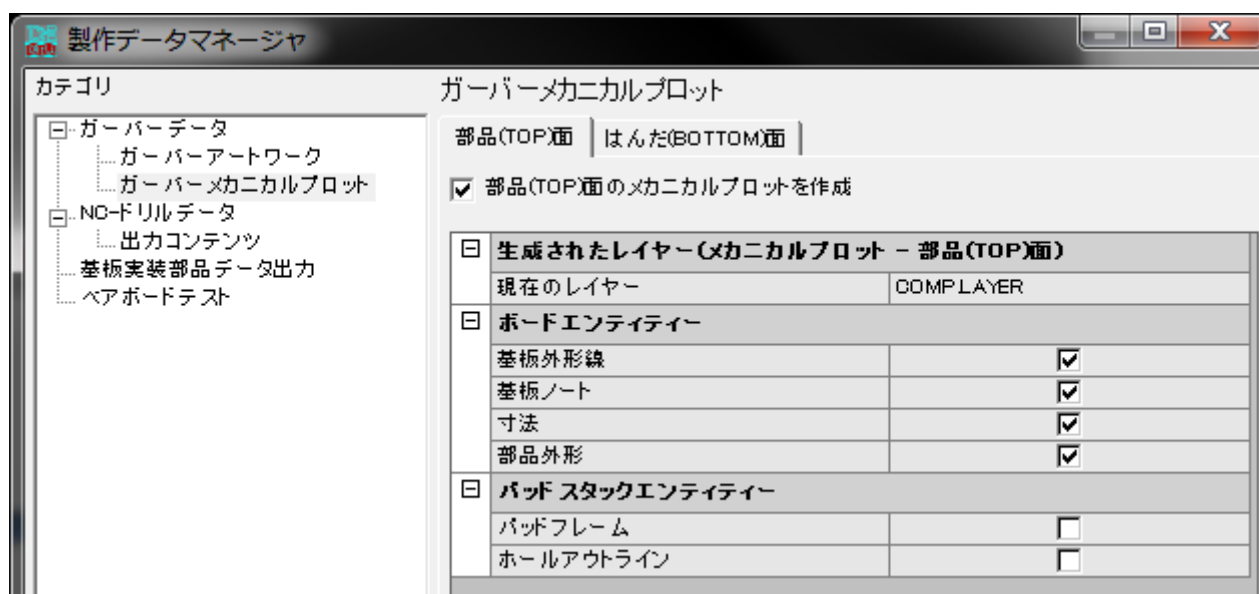 製作データマネージャ
カテゴリ
ガーバーデータ
ガーバーアートワーク
ガーバーメカニカルプロット
NC-ドリルデータ
出力コンテンツ
基板実装部品データ出力
ベアボードテスト
ガーバーメカニカルプロット
部品(TOP)面 はんだ(BOTTOM)面
部品(TOP)面のメカニカルプロットを作成
生成されたレイヤー(メカニカルプロット - 部品(TOP)面)
現在のレイヤー COMPLAYER
ボードエンティティー
基板外形線
基板ノート
寸法
部品外形
パッドスタックエンティティー
パッドフレーム
ホールアウトライン